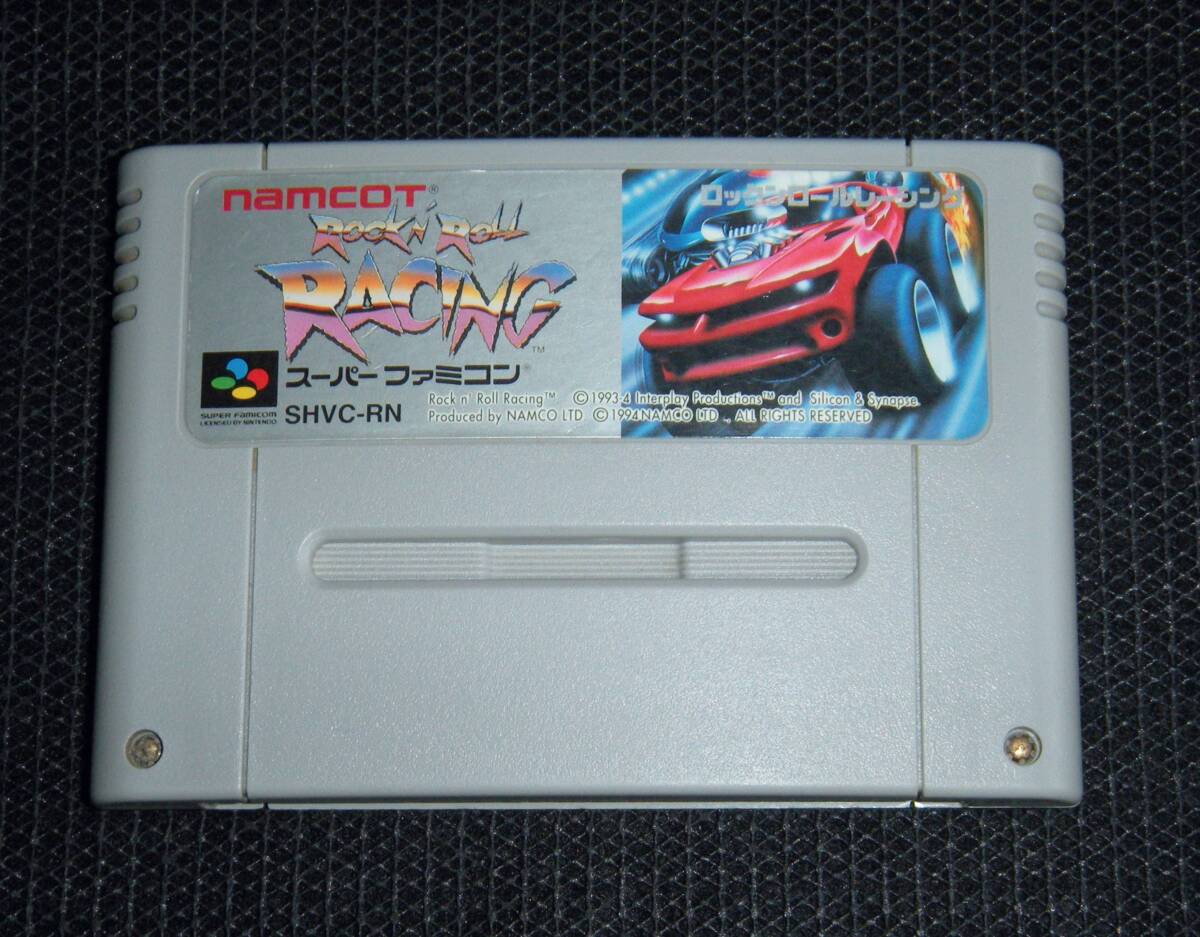 namcot®
ロックンロールレーシング
ROCK N' ROLL
RACING™
スーパーファミコン®
SUPER FAMICOM
LICENSED BY NINTENDO
SHVC-RN
Rock n' Roll Racing™ ©1993-4 Interplay Productions™ and Silicon & Synapse.
Produced by NAMCO LTD ©1994 NAMCO LTD., ALL RIGHTS RESERVED